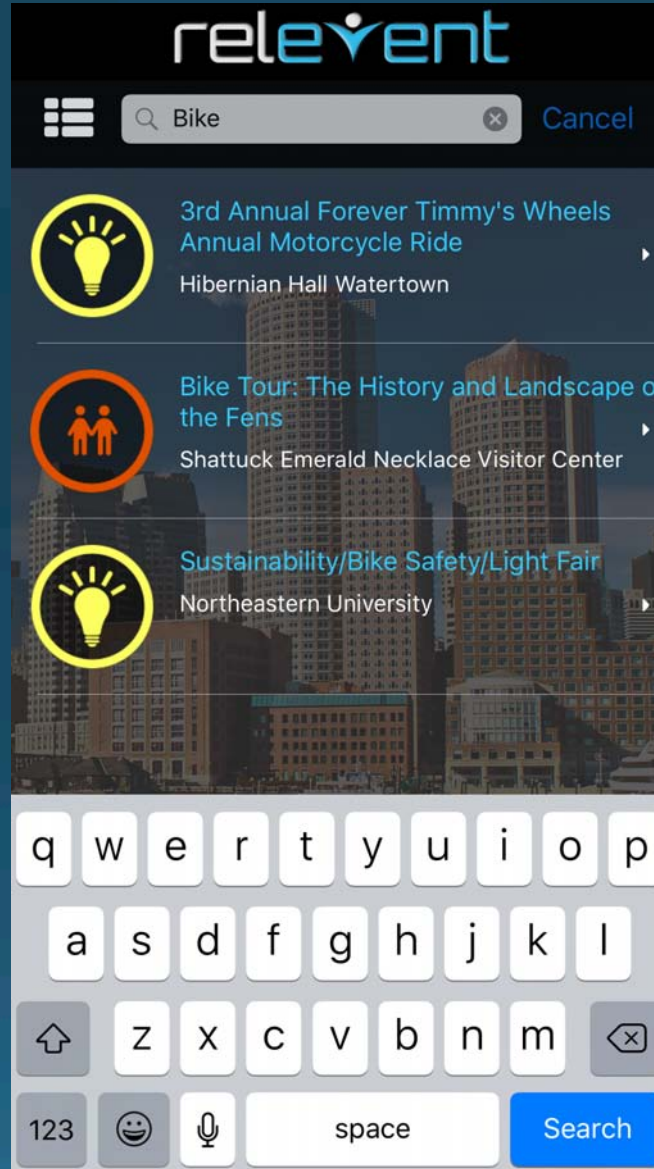 relevent
Bike
Cancel
3rd Annual Forever Timmy's Wheels
Annual Motorcycle Ride
Hibernian Hall Watertown
Bike Tour: The History and Landscape o
the Fens
Shattuck Emerald Necklace Visitor Center
Sustainability/Bike Safety/Light Fair
Northeastern University
q w e r t y u i o p
a s d f g h j k l
z x c v b n m
123 space Search